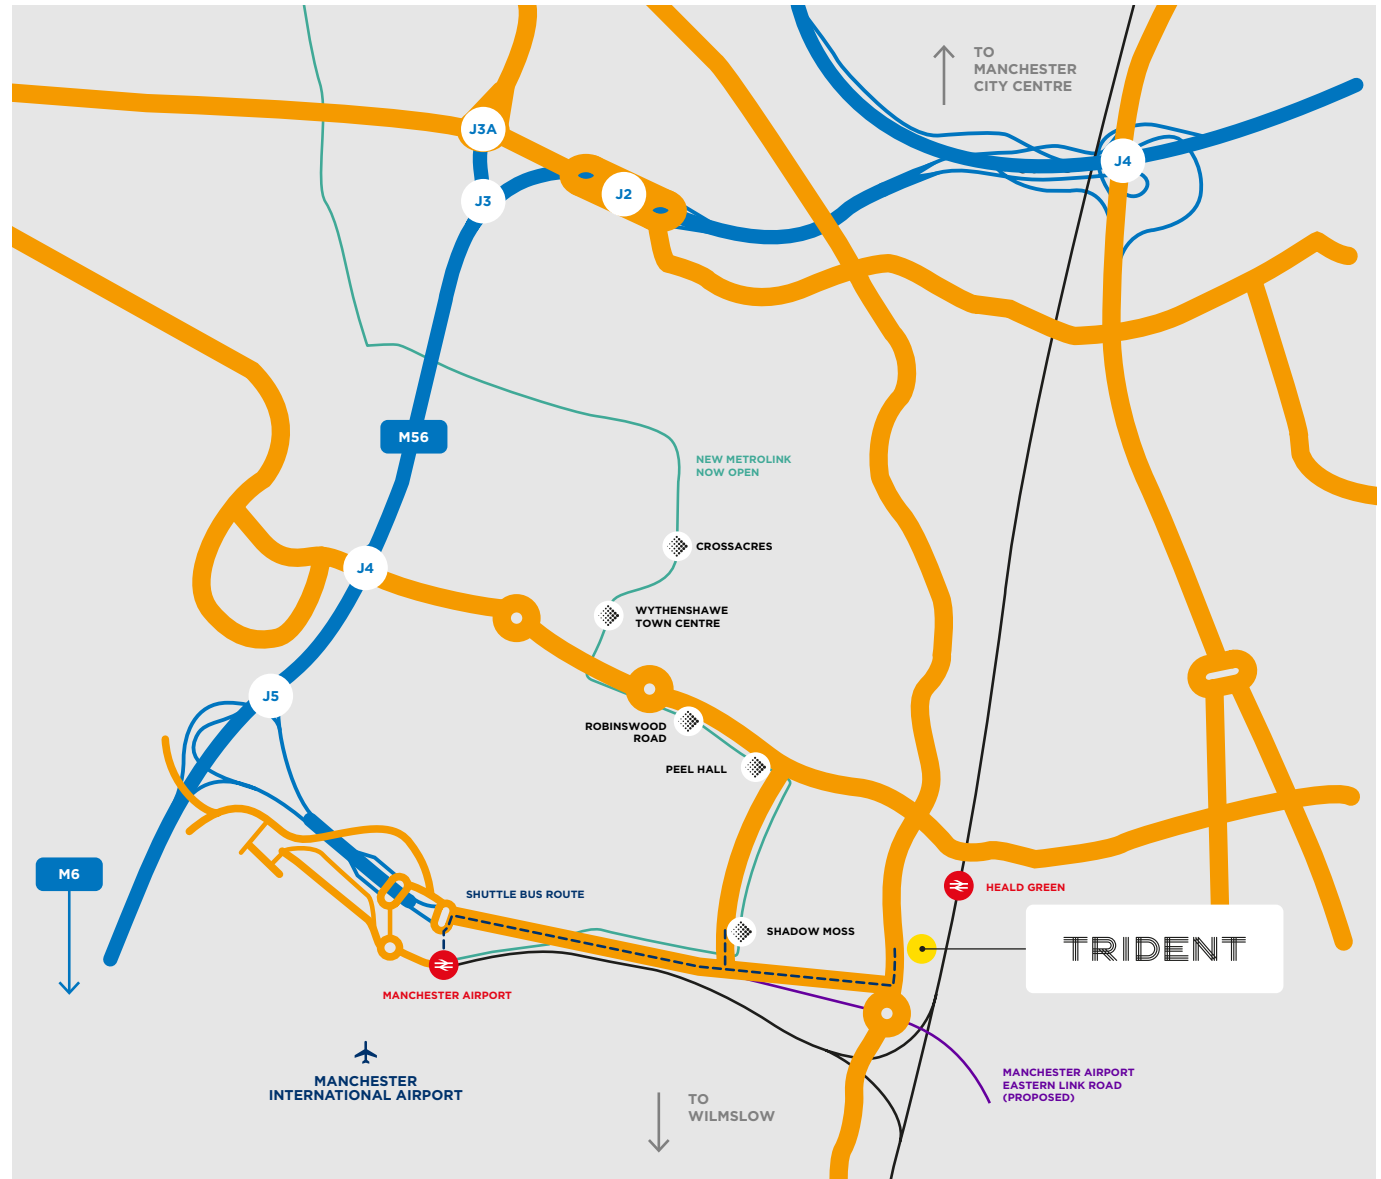 TO
MANCHESTER
CITY CENTRE
J3A
J4
J3
J2
M56
NEW METROLINK
NOW OPEN
CROSSACRES
J4
WYTHENSHAWE
TOWN CENTRE
J5
ROBINSWOOD
ROAD
PEEL HALL
M6
SHUTTLE BUS ROUTE
HEALD GREEN
SHADOW MOSS
TRIDENT
MANCHESTER AIRPORT
MANCHESTER
INTERNATIONAL AIRPORT
MANCHESTER AIRPORT
EASTERN LINK ROAD
(PROPOSED)
TO
WILMSLOW